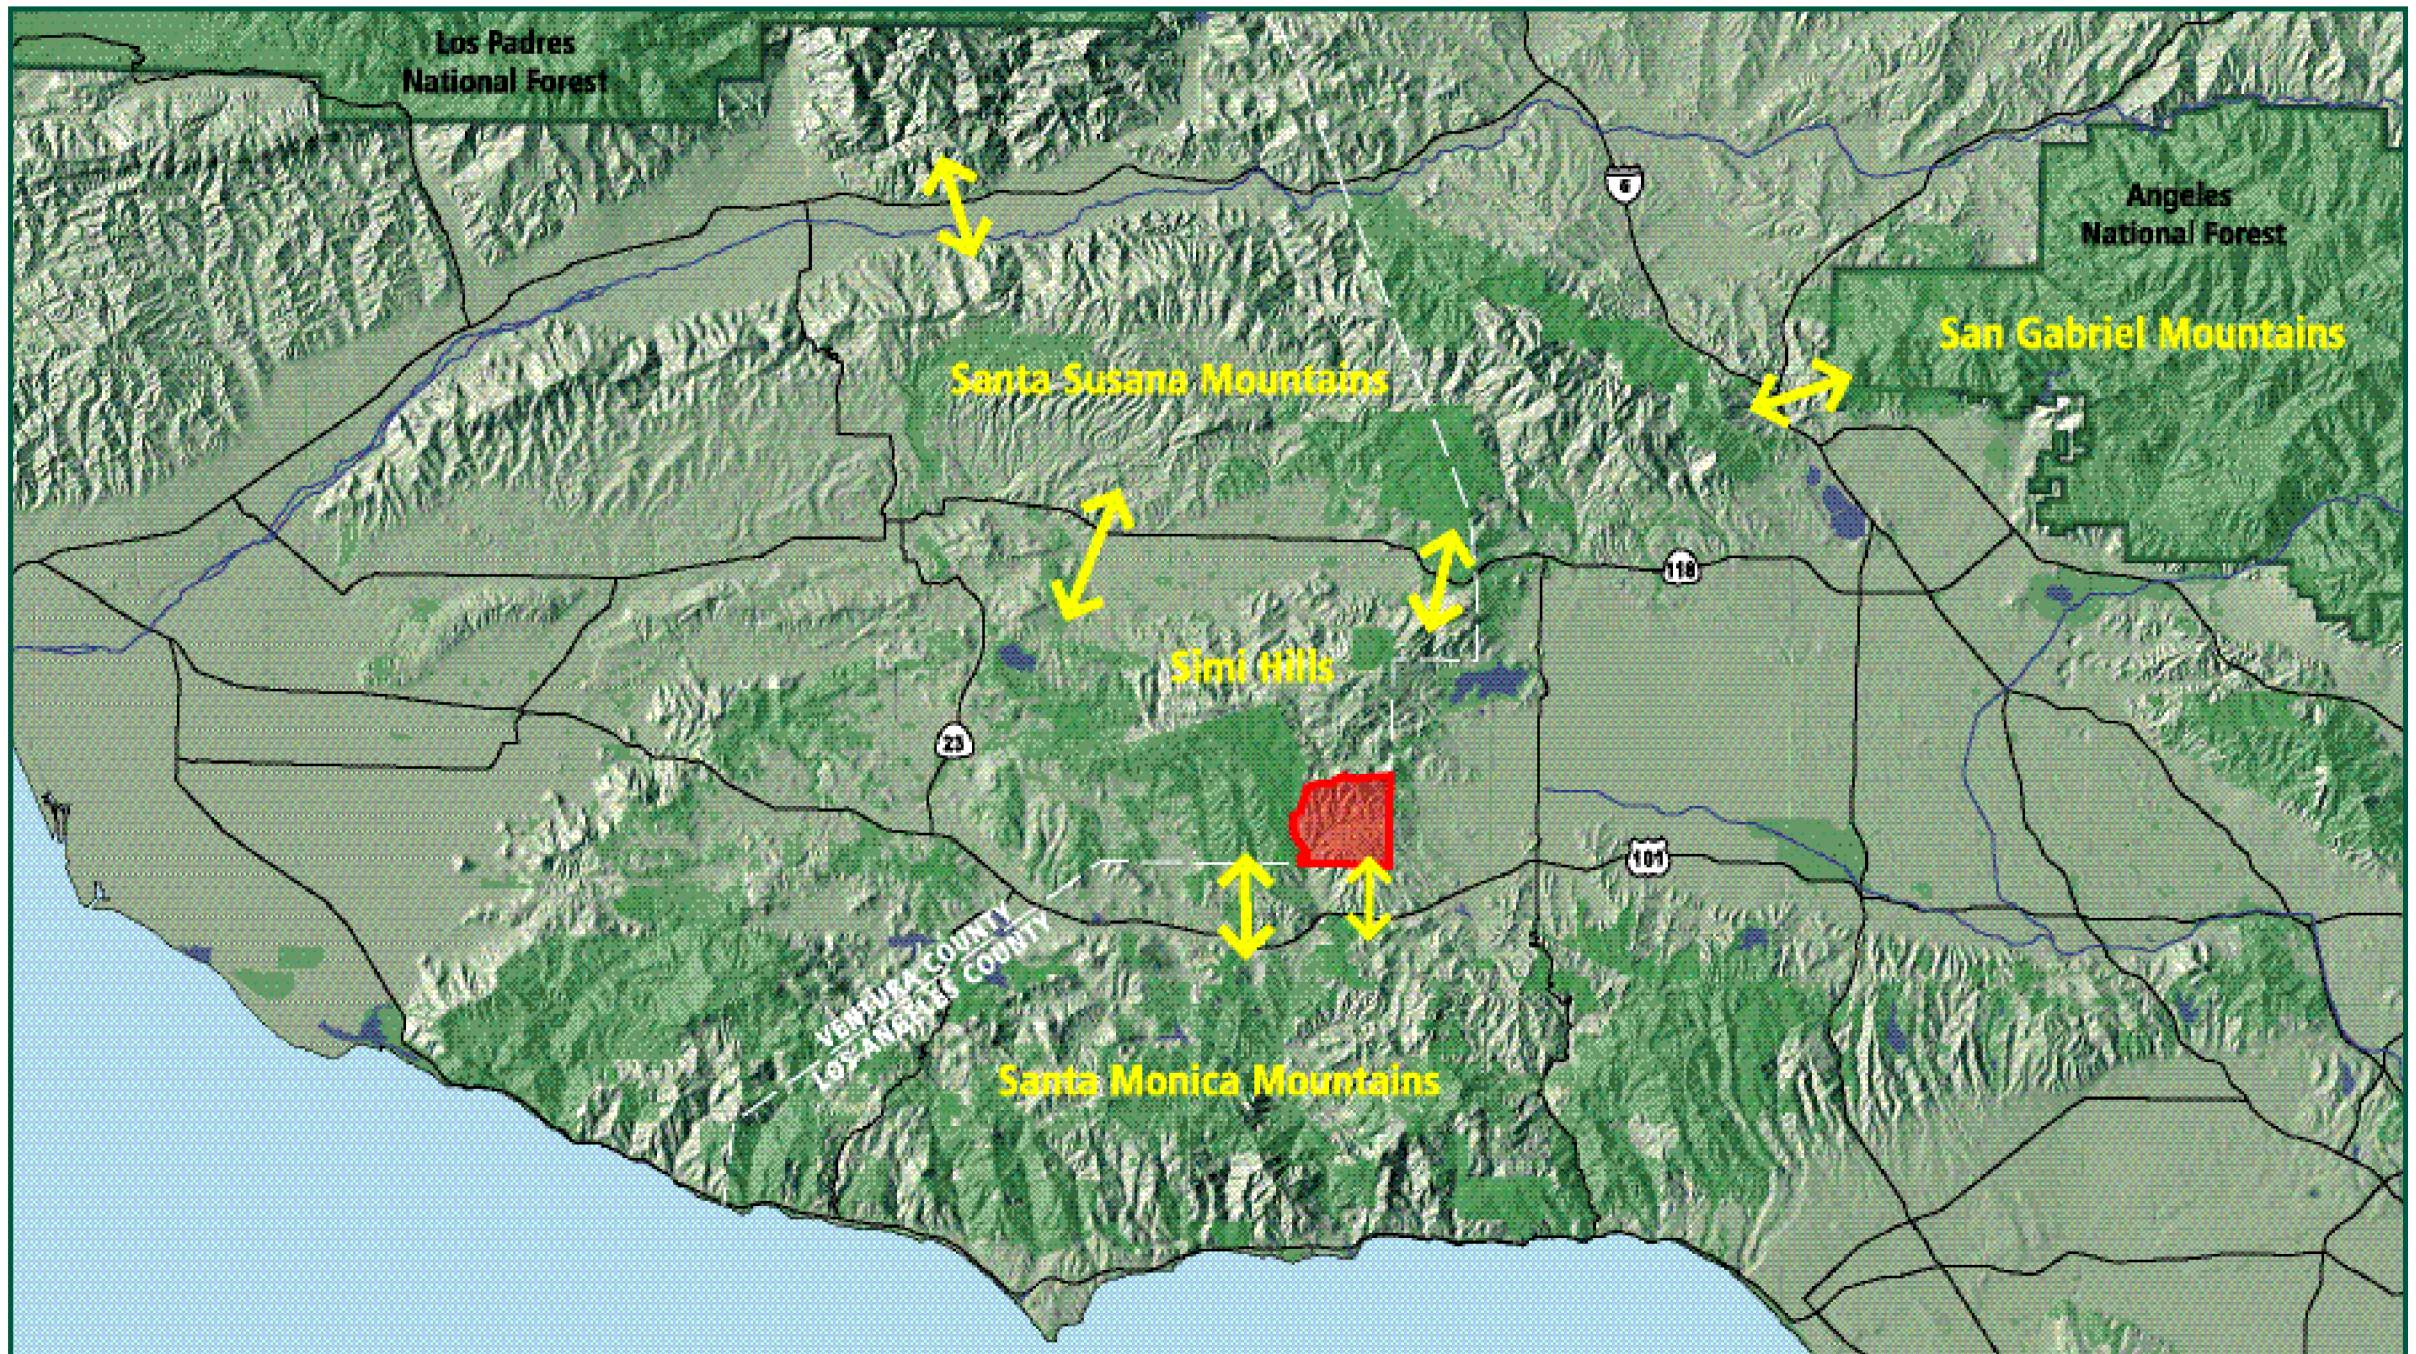 Los Padres
National Forest
6
Angeles
National Forest
San Gabriel Mountains
Santa Susana Mountains
118
Simi Hills
23
101
VENTURA COUNTY
LOS ANGELES COUNTY
Santa Monica Mountains